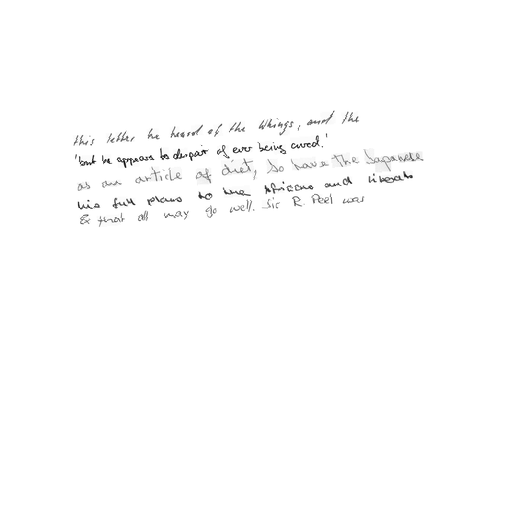 this letter he heard of the Whings, and the
'but he appears to despair of ever being cured.'
as an article of diet, so have the Japanese
his full plans to the Africans and liberals
& that all may go well. Sir R. Peel was